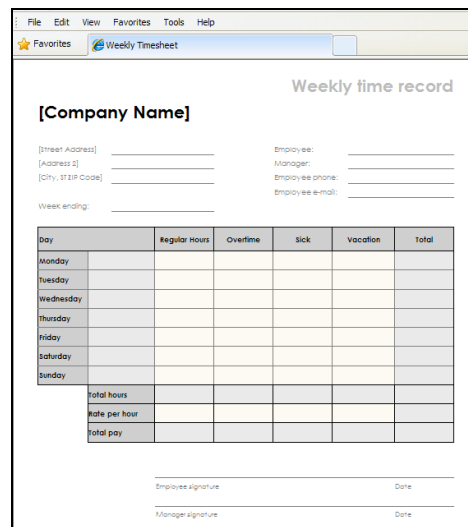 File Edit View Favorites Tools Help
Favorites Weekly Timesheet
Weekly time record
[Company Name]
[Street Address] Employee:
[Address 2] Manager:
[City, ST ZIP Code] Employee phone:
Employee e-mail:
Week ending:
Day Regular Hours Overtime Sick Vacation Total
Monday
Tuesday
Wednesday
Thursday
Friday
Saturday
Sunday
Total hours
Rate per hour
Total pay
Employee signature Date
Manager signature Date